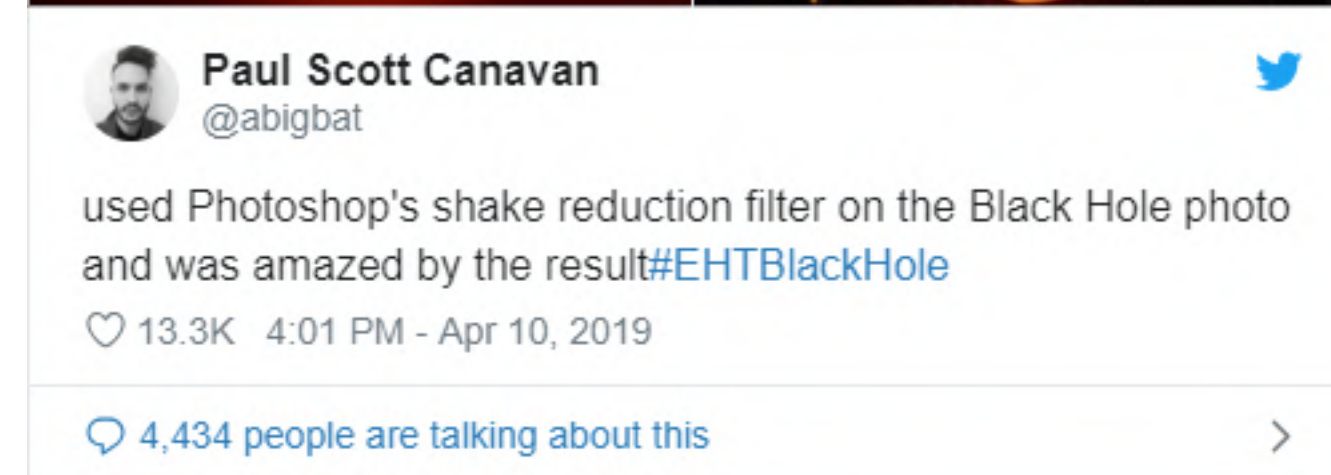 Paul Scott Canavan
@abigbat
used Photoshop's shake reduction filter on the Black Hole photo
and was amazed by the result#EHTBlackHole
13.3K 4:01 PM - Apr 10, 2019
4,434 people are talking about this